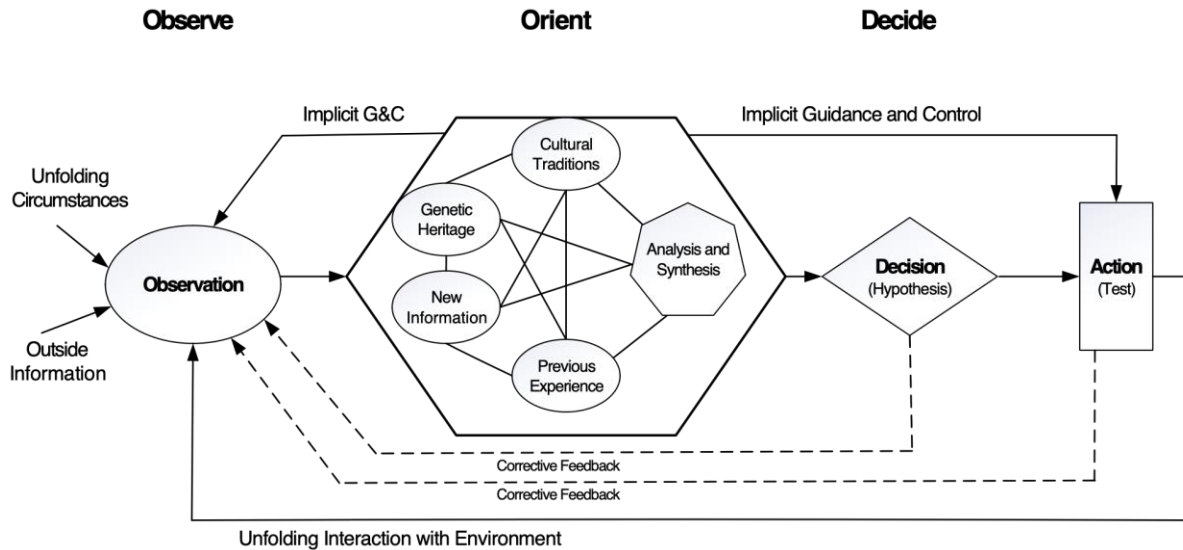 Observe
Orient
Decide
Implicit G&C
Implicit Guidance and Control
Unfolding
Circumstances
Observation
Outside
Information
Cultural
Traditions
Genetic
Heritage
New
Information
Previous
Experience
Analysis and
Synthesis
Decision
(Hypothesis)
Action
(Test)
Corrective Feedback
Corrective Feedback
Unfolding Interaction with Environment